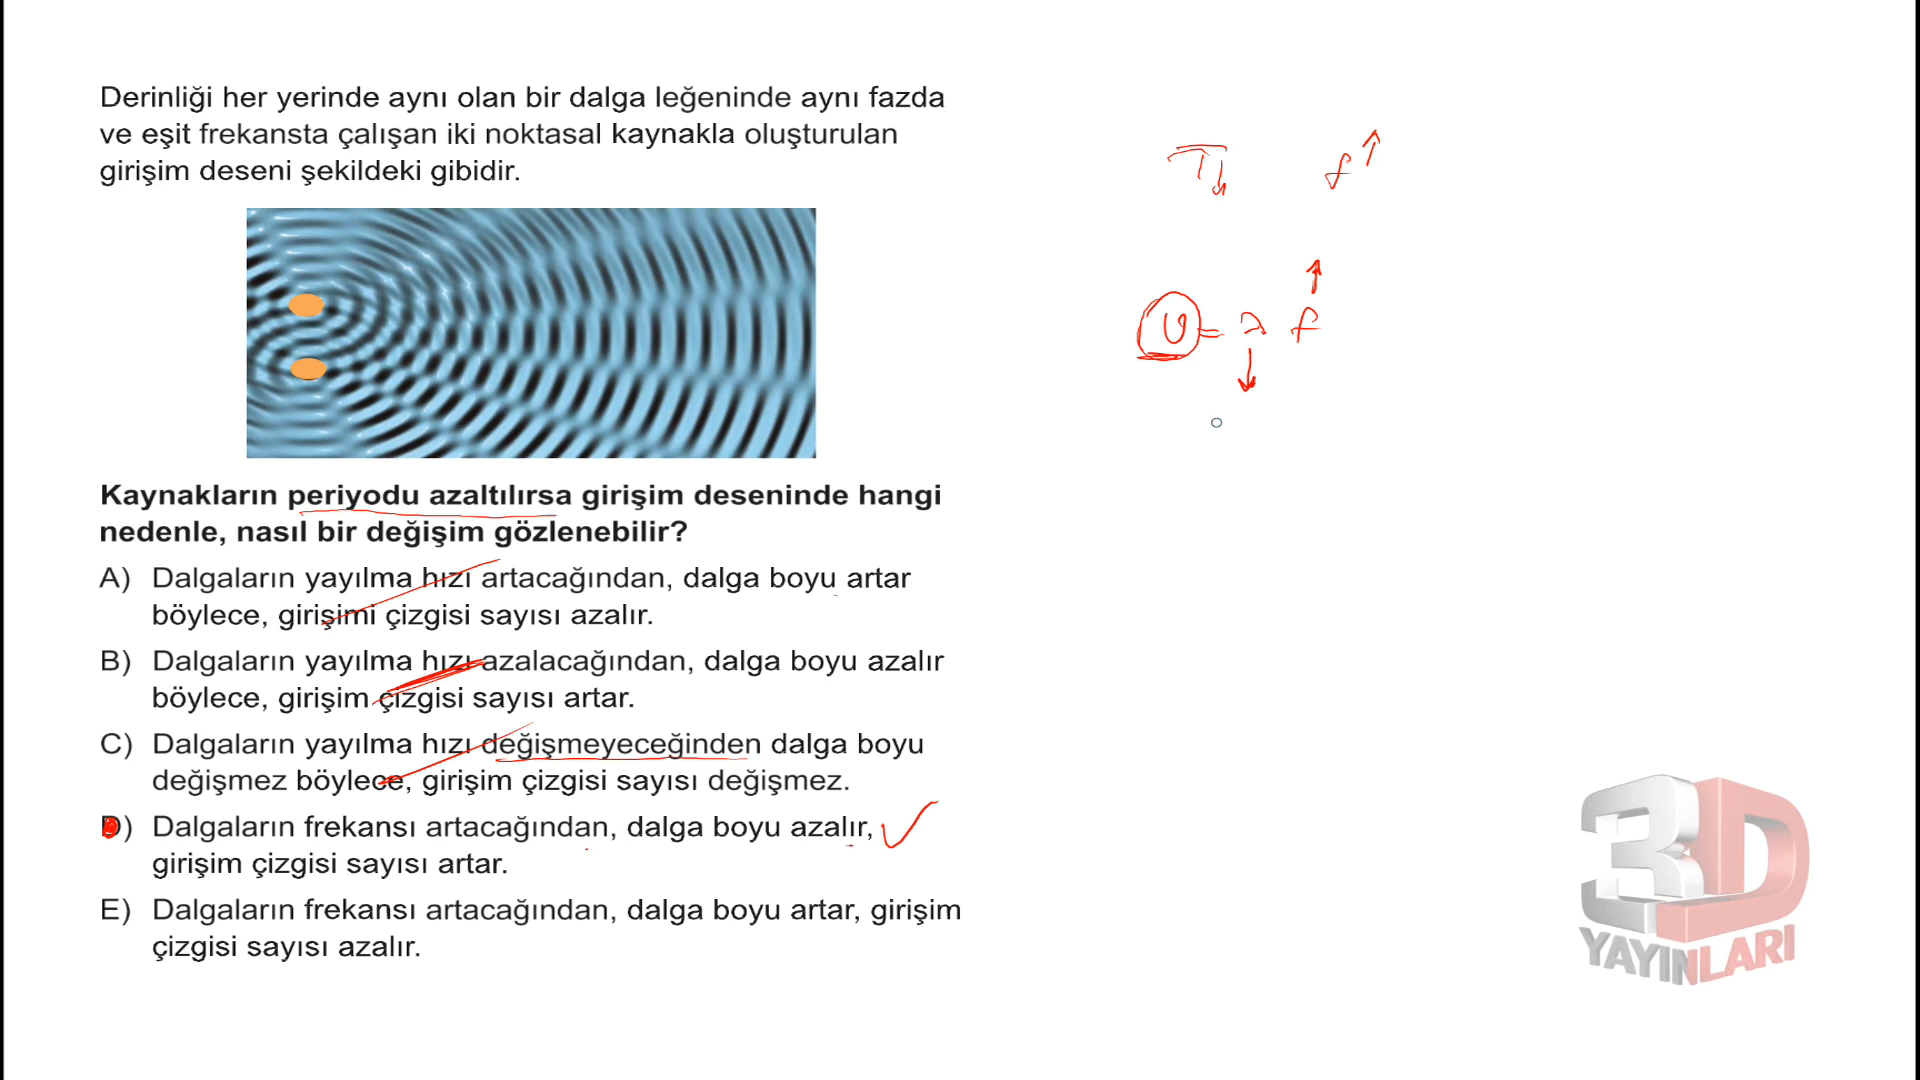 Derinliği her yerinde aynı olan bir dalga leğeninde aynı fazda
ve eşit frekansta çalışan iki noktasal kaynakla oluşturulan
girişim deseni şekildeki gibidir.
T↓ f↑
υ = λ f
Kaynakların periyodu azaltılırsa girişim deseninde hangi
nedenle, nasıl bir değişim gözlenebilir?
A) Dalgaların yayılma hızı artacağından, dalga boyu artar
böylece, girişimi çizgisi sayısı azalır.
B) Dalgaların yayılma hızı azalacağından, dalga boyu azalır
böylece, girişim çizgisi sayısı artar.
C) Dalgaların yayılma hızı değişmeyeceğinden dalga boyu
değişmez böylece, girişim çizgisi sayısı değişmez.
D) Dalgaların frekansı artacağından, dalga boyu azalır,
girişim çizgisi sayısı artar.
E) Dalgaların frekansı artacağından, dalga boyu artar, girişim
çizgisi sayısı azalır.
3D
YAYINLARI